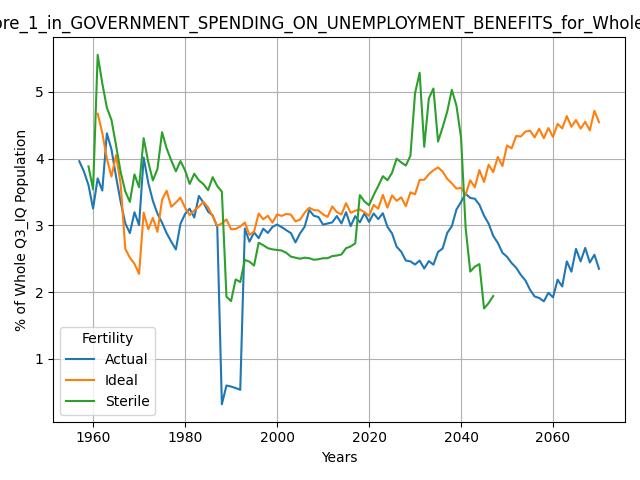 ore_1_in_GOVERNMENT_SPENDING_ON_UNEMPLOYMENT_BENEFITS_for_Whole
% of Whole Q3_IQ Population
5
4
3
2
1
Fertility
Actual
Ideal
Sterile
1960 1980 2000 2020 2040 2060
Years